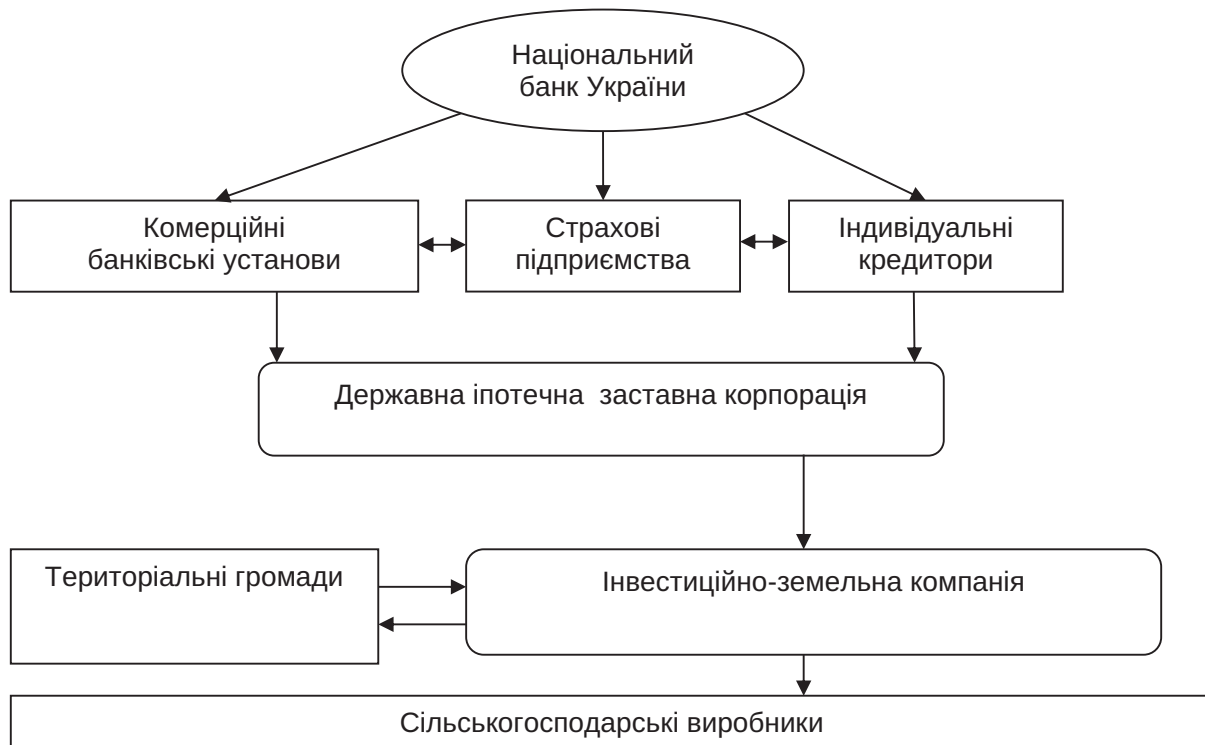 Національний
банк України
Комерційні
банківські установи
Страхові
підприємства
Індивідуальні
кредитори
Державна іпотечна  заставна корпорація
Територіальні громади
Інвестиційно-земельна компанія
Сільськогосподарські виробники